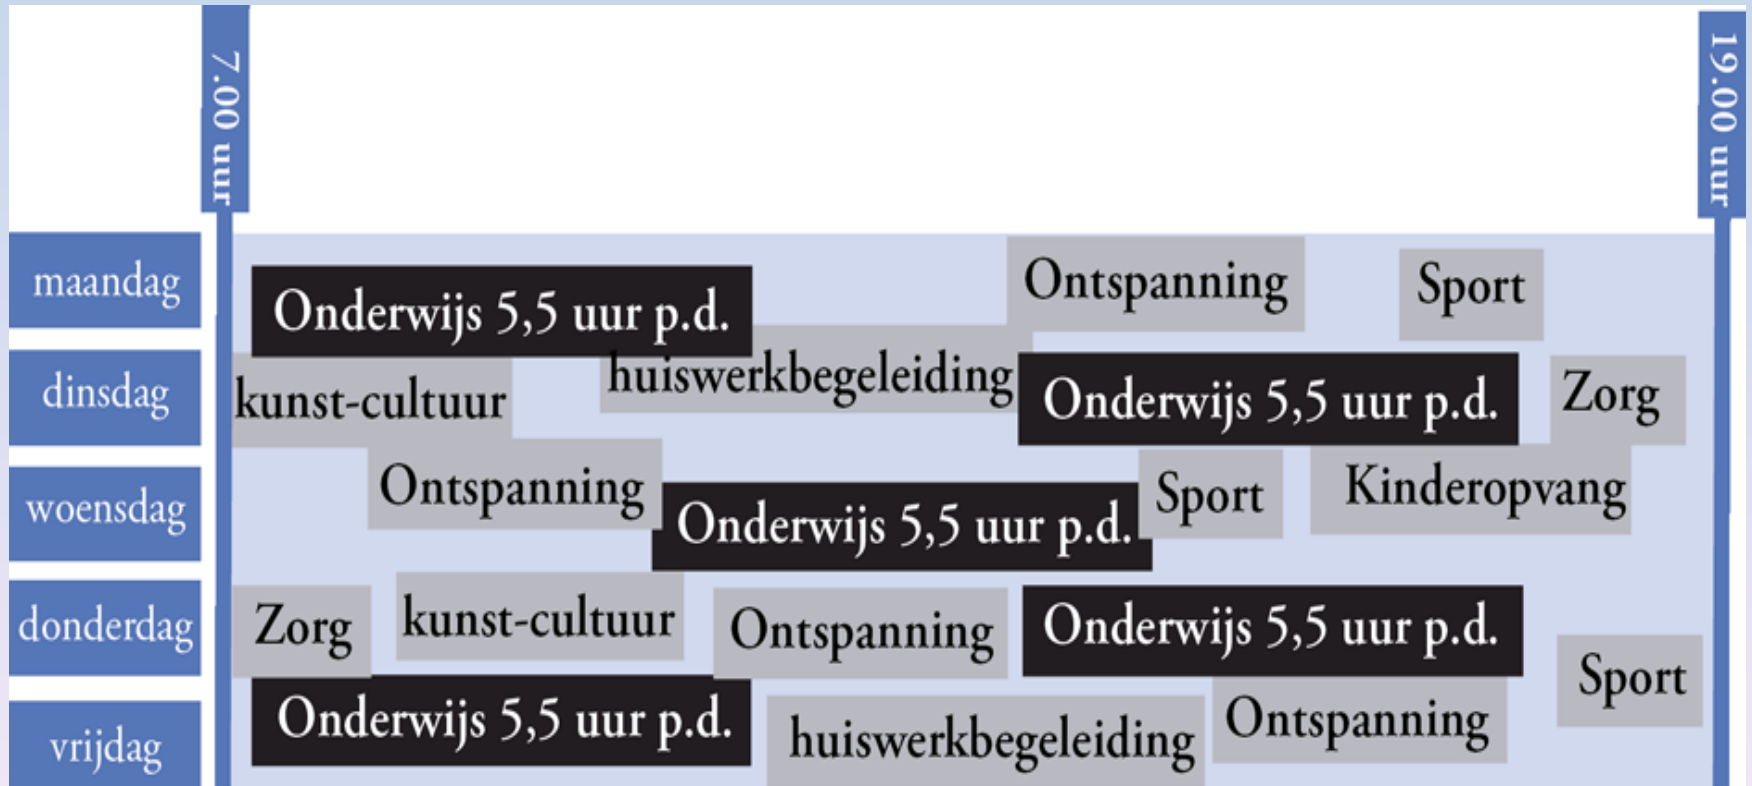 7.00 uur
19.00 uur
maandag
Onderwijs 5,5 uur p.d.
Ontspanning
Sport
dinsdag
kunst-cultuur
huiswerkbegeleiding
Onderwijs 5,5 uur p.d.
Zorg
woensdag
Ontspanning
Onderwijs 5,5 uur p.d.
Sport
Kinderopvang
donderdag
Zorg
kunst-cultuur
Ontspanning
Onderwijs 5,5 uur p.d.
Sport
vrijdag
Onderwijs 5,5 uur p.d.
huiswerkbegeleiding
Ontspanning